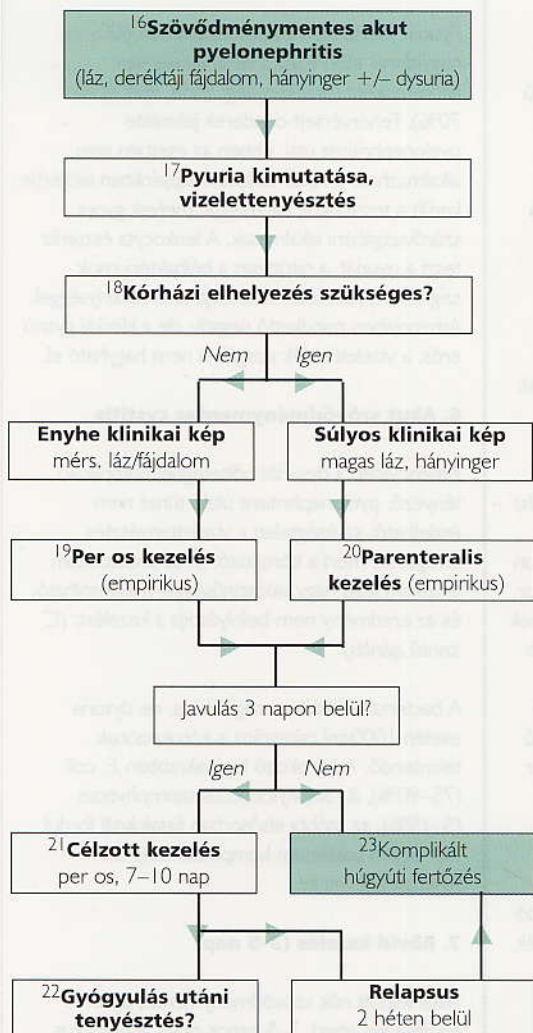 16Szövődménymentes akut
pyelonephritis
(láz, deréktáji fájdalom, hányinger +/– dysuria)
17Pyuria kimutatása,
vizelettenyésztés
18Kórházi elhelyezés szükséges?
Nem Igen
Enyhe klinikai kép
mérs. láz/fájdalom
Súlyos klinikai kép
magas láz, hányinger
19Per os kezelés
(empirikus)
20Parenteralis
kezelés (empirikus)
Javulás 3 napon belül?
Igen Nem
21Célzott kezelés
per os, 7–10 nap
23Komplikált
húgyúti fertőzés
22Gyógyulás utáni
tenyésztés?
Relapsus
2 héten belül